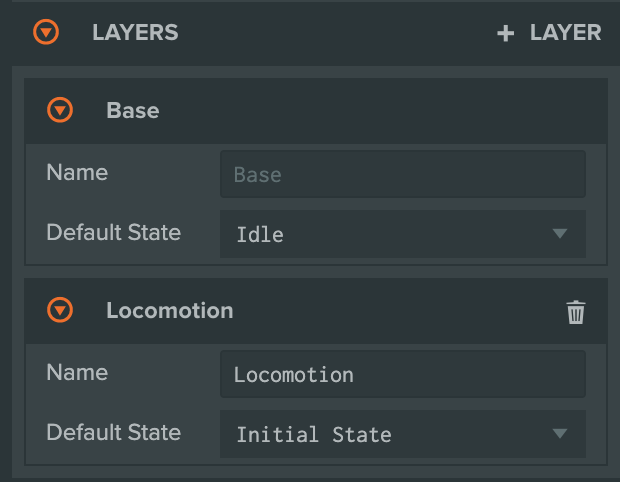 LAYERS
+ LAYER
Base
Name
Base
Default State
Idle
Locomotion
Name
Locomotion
Default State
Initial State